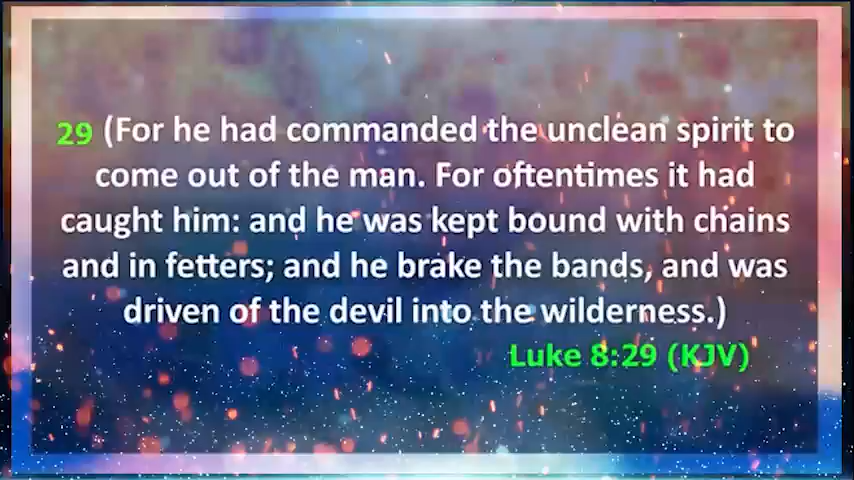 29 (For he had commanded the unclean spirit to
come out of the man. For oftentimes it had
caught him: and he was kept bound with chains
and in fetters; and he brake the bands, and was
driven of the devil into the wilderness.)
Luke 8:29 (KJV)